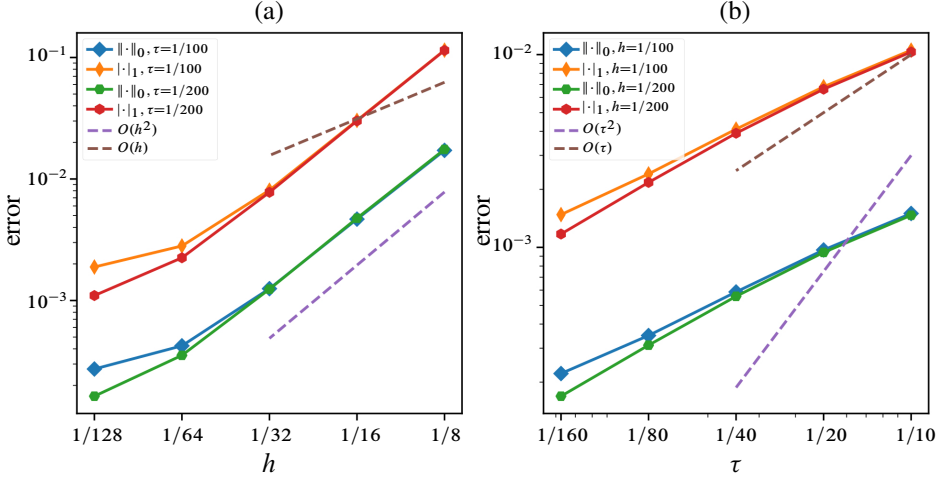 (a)
error
10⁻¹
10⁻²
10⁻³
‖·‖₀, τ=1/100
|·|₁, τ=1/100
‖·‖₀, τ=1/200
|·|₁, τ=1/200
O(h²)
O(h)
1/128 1/64 1/32 1/16 1/8
h
(b)
error
10⁻²
10⁻³
‖·‖₀, h=1/100
|·|₁, h=1/100
‖·‖₀, h=1/200
|·|₁, h=1/200
O(τ²)
O(τ)
1/160 1/80 1/40 1/20 1/10
τ